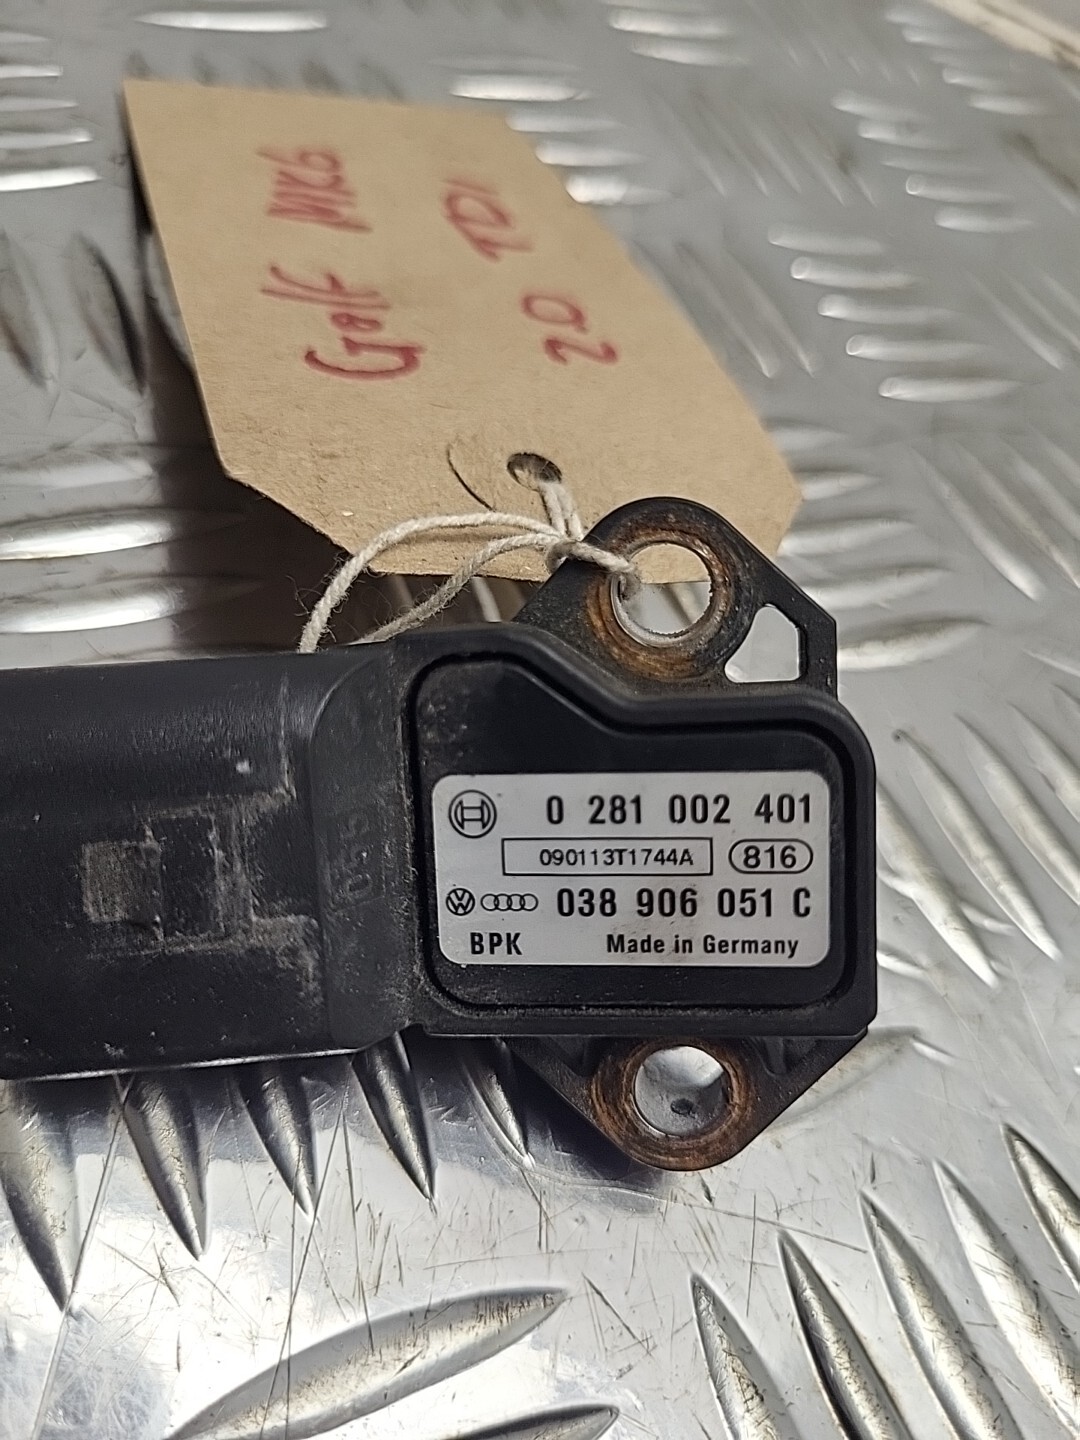 Golf MK6
2.0 TDI
0 281 002 401
090113T1744A 816
038 906 051 C
BPK Made in Germany